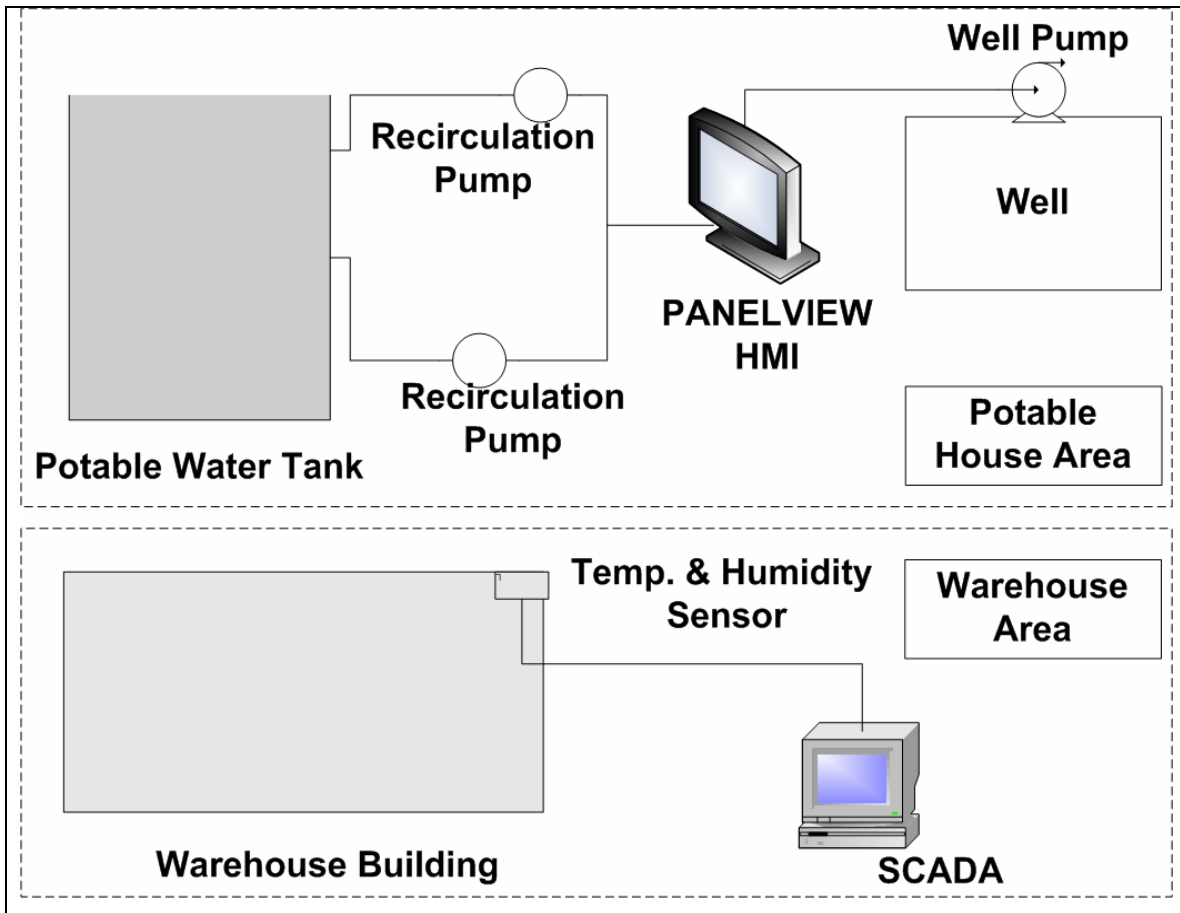 Well Pump
Recirculation
Pump
Well
PANELVIEW
HMI
Recirculation
Pump
Potable
House Area
Potable Water Tank
Temp. & Humidity
Sensor
Warehouse
Area
Warehouse Building
SCADA